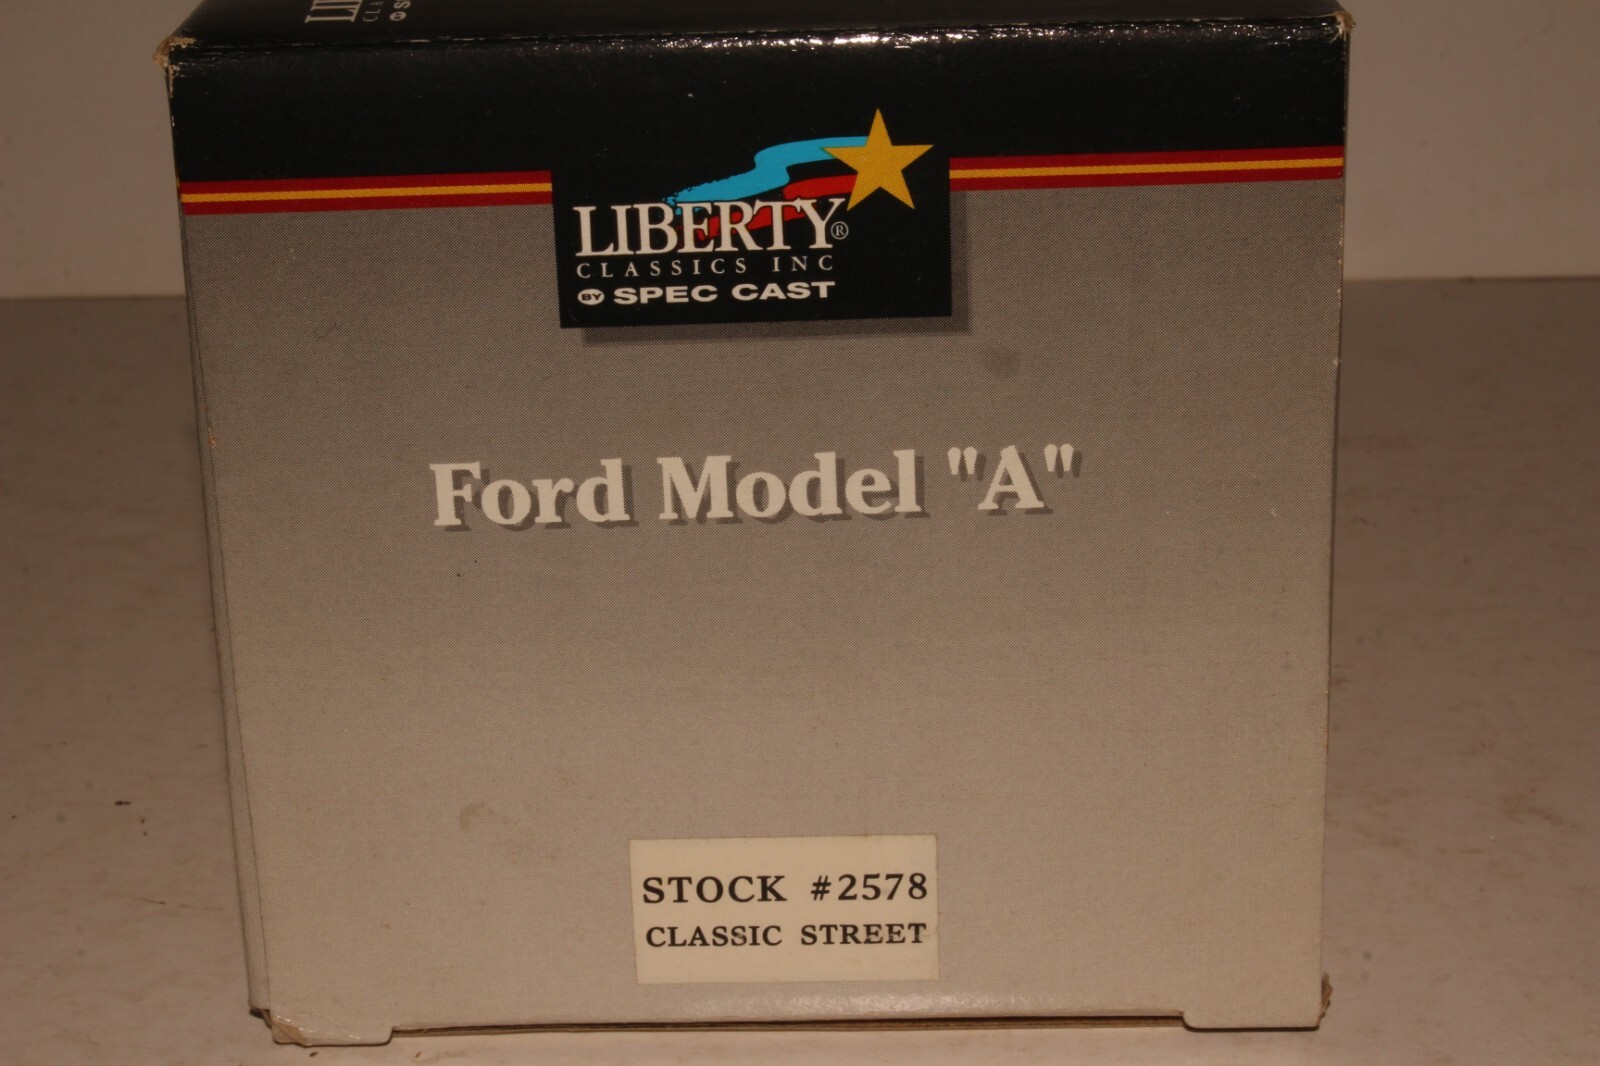 LIBERTY®
CLASSICS INC
BY SPEC CAST
Ford Model "A"
STOCK #2578
CLASSIC STREET